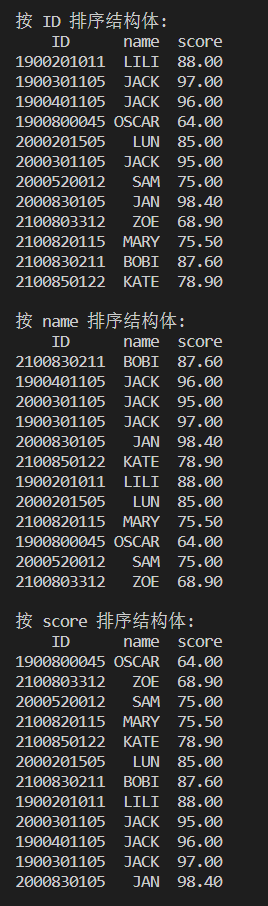 按 ID 排序结构体:
ID name score
1900201011 LILI 88.00
1900301105 JACK 97.00
1900401105 JACK 96.00
1900800045 OSCAR 64.00
2000201505 LUN 85.00
2000301105 JACK 95.00
2000520012 SAM 75.00
2000830105 JAN 98.40
2100803312 ZOE 68.90
2100820115 MARY 75.50
2100830211 BOBI 87.60
2100850122 KATE 78.90
按 name 排序结构体:
ID name score
2100830211 BOBI 87.60
1900401105 JACK 96.00
2000301105 JACK 95.00
1900301105 JACK 97.00
2000830105 JAN 98.40
2100850122 KATE 78.90
1900201011 LILI 88.00
2000201505 LUN 85.00
2100820115 MARY 75.50
1900800045 OSCAR 64.00
2000520012 SAM 75.00
2100803312 ZOE 68.90
按 score 排序结构体:
ID name score
1900800045 OSCAR 64.00
2100803312 ZOE 68.90
2000520012 SAM 75.00
2100820115 MARY 75.50
2100850122 KATE 78.90
2000201505 LUN 85.00
2100830211 BOBI 87.60
1900201011 LILI 88.00
2000301105 JACK 95.00
1900401105 JACK 96.00
1900301105 JACK 97.00
2000830105 JAN 98.40